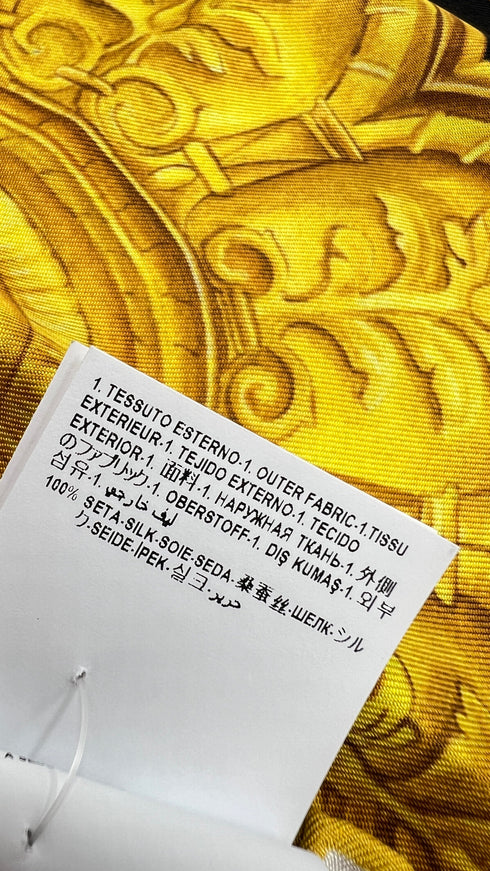 1. TESSUTO ESTERNO·1. OUTER FABRIC·1.TISSU
EXTERIEUR·1. TEJIDO EXTERNO·1. TECIDO
EXTERIOR·1. 面料·1. НАРУЖНАЯ ТКАНЬ·1. 外側
のファブリック·1. OBERSTOFF·1. DIŞ KUMAŞ·1. 외부
섬유·1. ليف خارجي
100% SETA·SILK·SOIE·SEDA·桑蚕丝·ШЕЛК·シル
ク·SEIDE·İPEK·실크·حرير